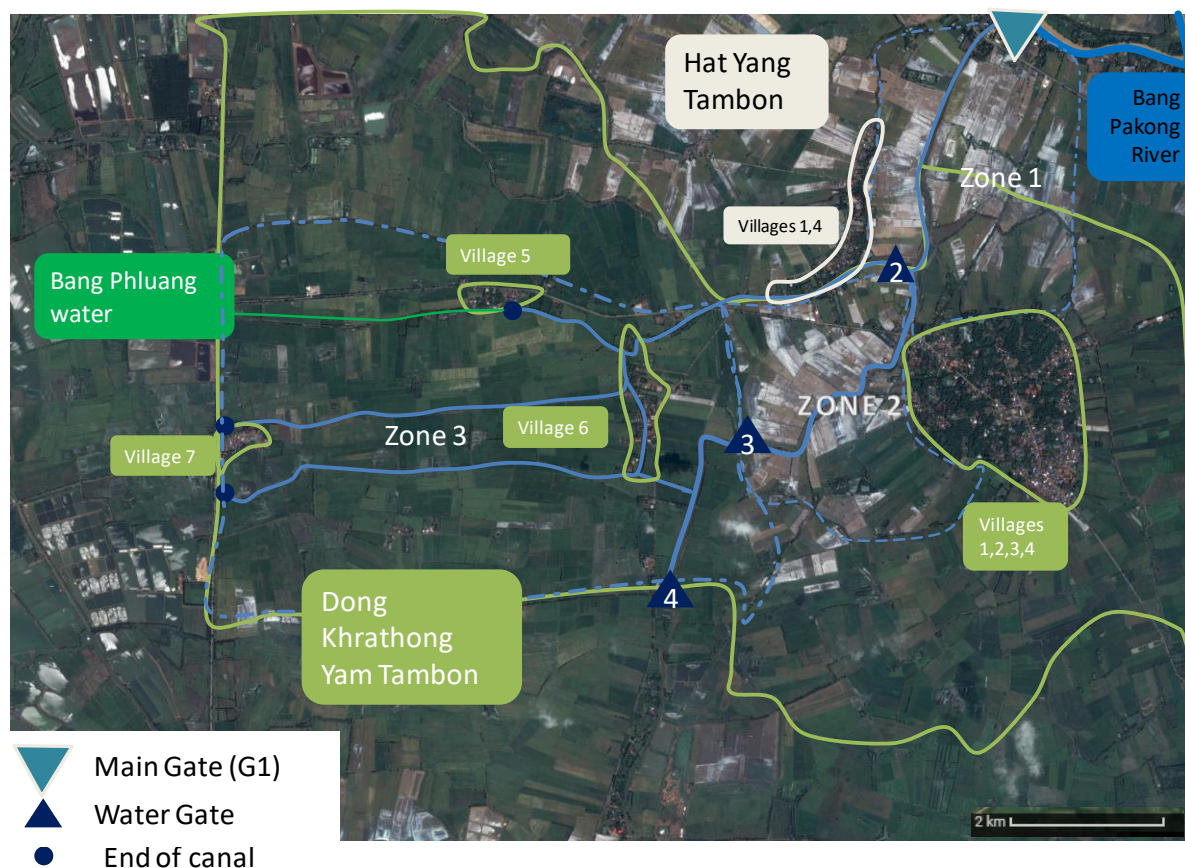 Hat Yang
Tambon
Bang
Pakong
River
Zone 1
Villages 1,4
Village 5
2
Bang Phluang
water
ZONE 2
Village 6
Zone 3
3
Village 7
Villages
1,2,3,4
4
Dong
Khrathong
Yam Tambon
Main Gate (G1)
Water Gate
End of canal
2 km